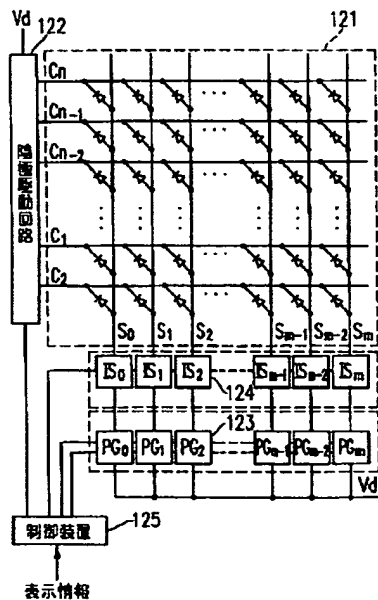 Vd
122
121
Cn
Cn-1
Cn-2
C1
C2
S0 S1 S2 Sm-1 Sm-2 Sm
IS0 IS1 IS2 ISm-1 ISm-2 ISm
124
123
PG0 PG1 PG2 PGm-1 PGm-2 PGm
Vd
制御装置 125
表示情報